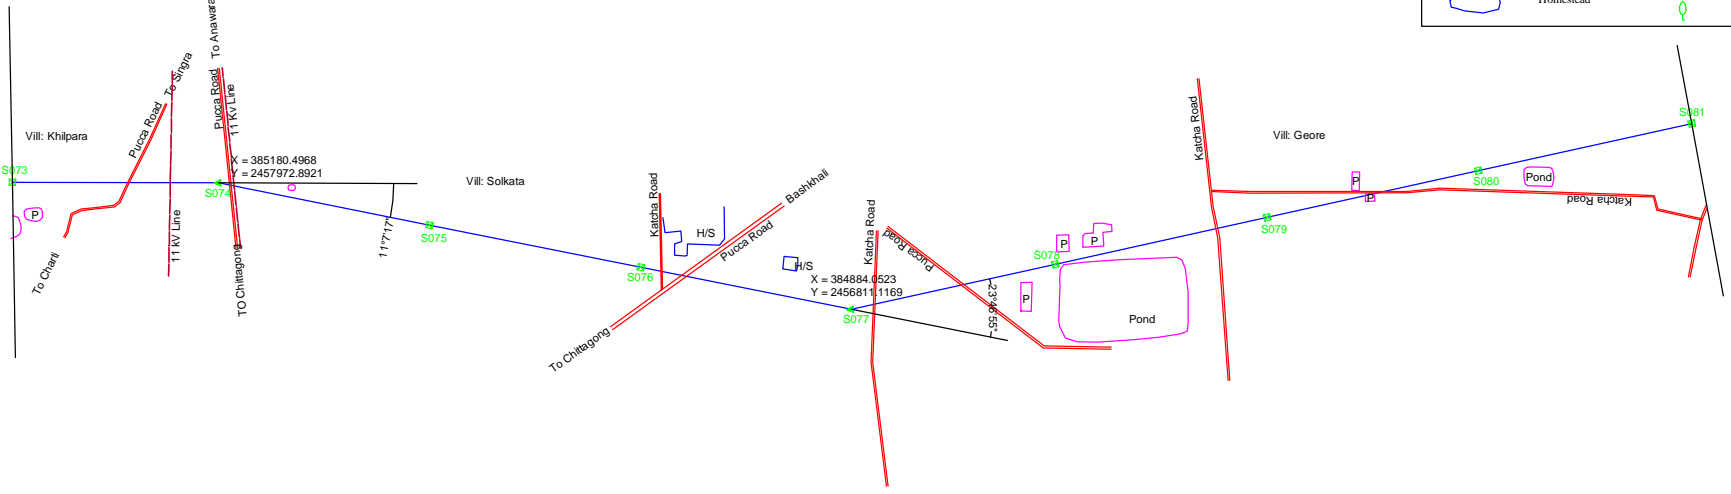 Homestead
To Anawara
To Singra
Pucca Road
Pucca Road
11 Kv Line
Vill: Khilpara
S073
P
To Charti
11 kV Line
X = 385180.4968
Y = 2457972.8921
S074
TO Chittagong
11°7'17"
Vill: Solkata
S075
Katcha Road
S076
H/S
Pucca Road
Bashkhali
To Chittagong
H/S
X = 384884.0523
Y = 2456811.1169
S077
Katcha Road
Pucca Road
23°46'55"
S078
P
P
P
Pond
Katcha Road
Vill: Geore
S079
P
P
S080
Pond
Katcha Road
S081